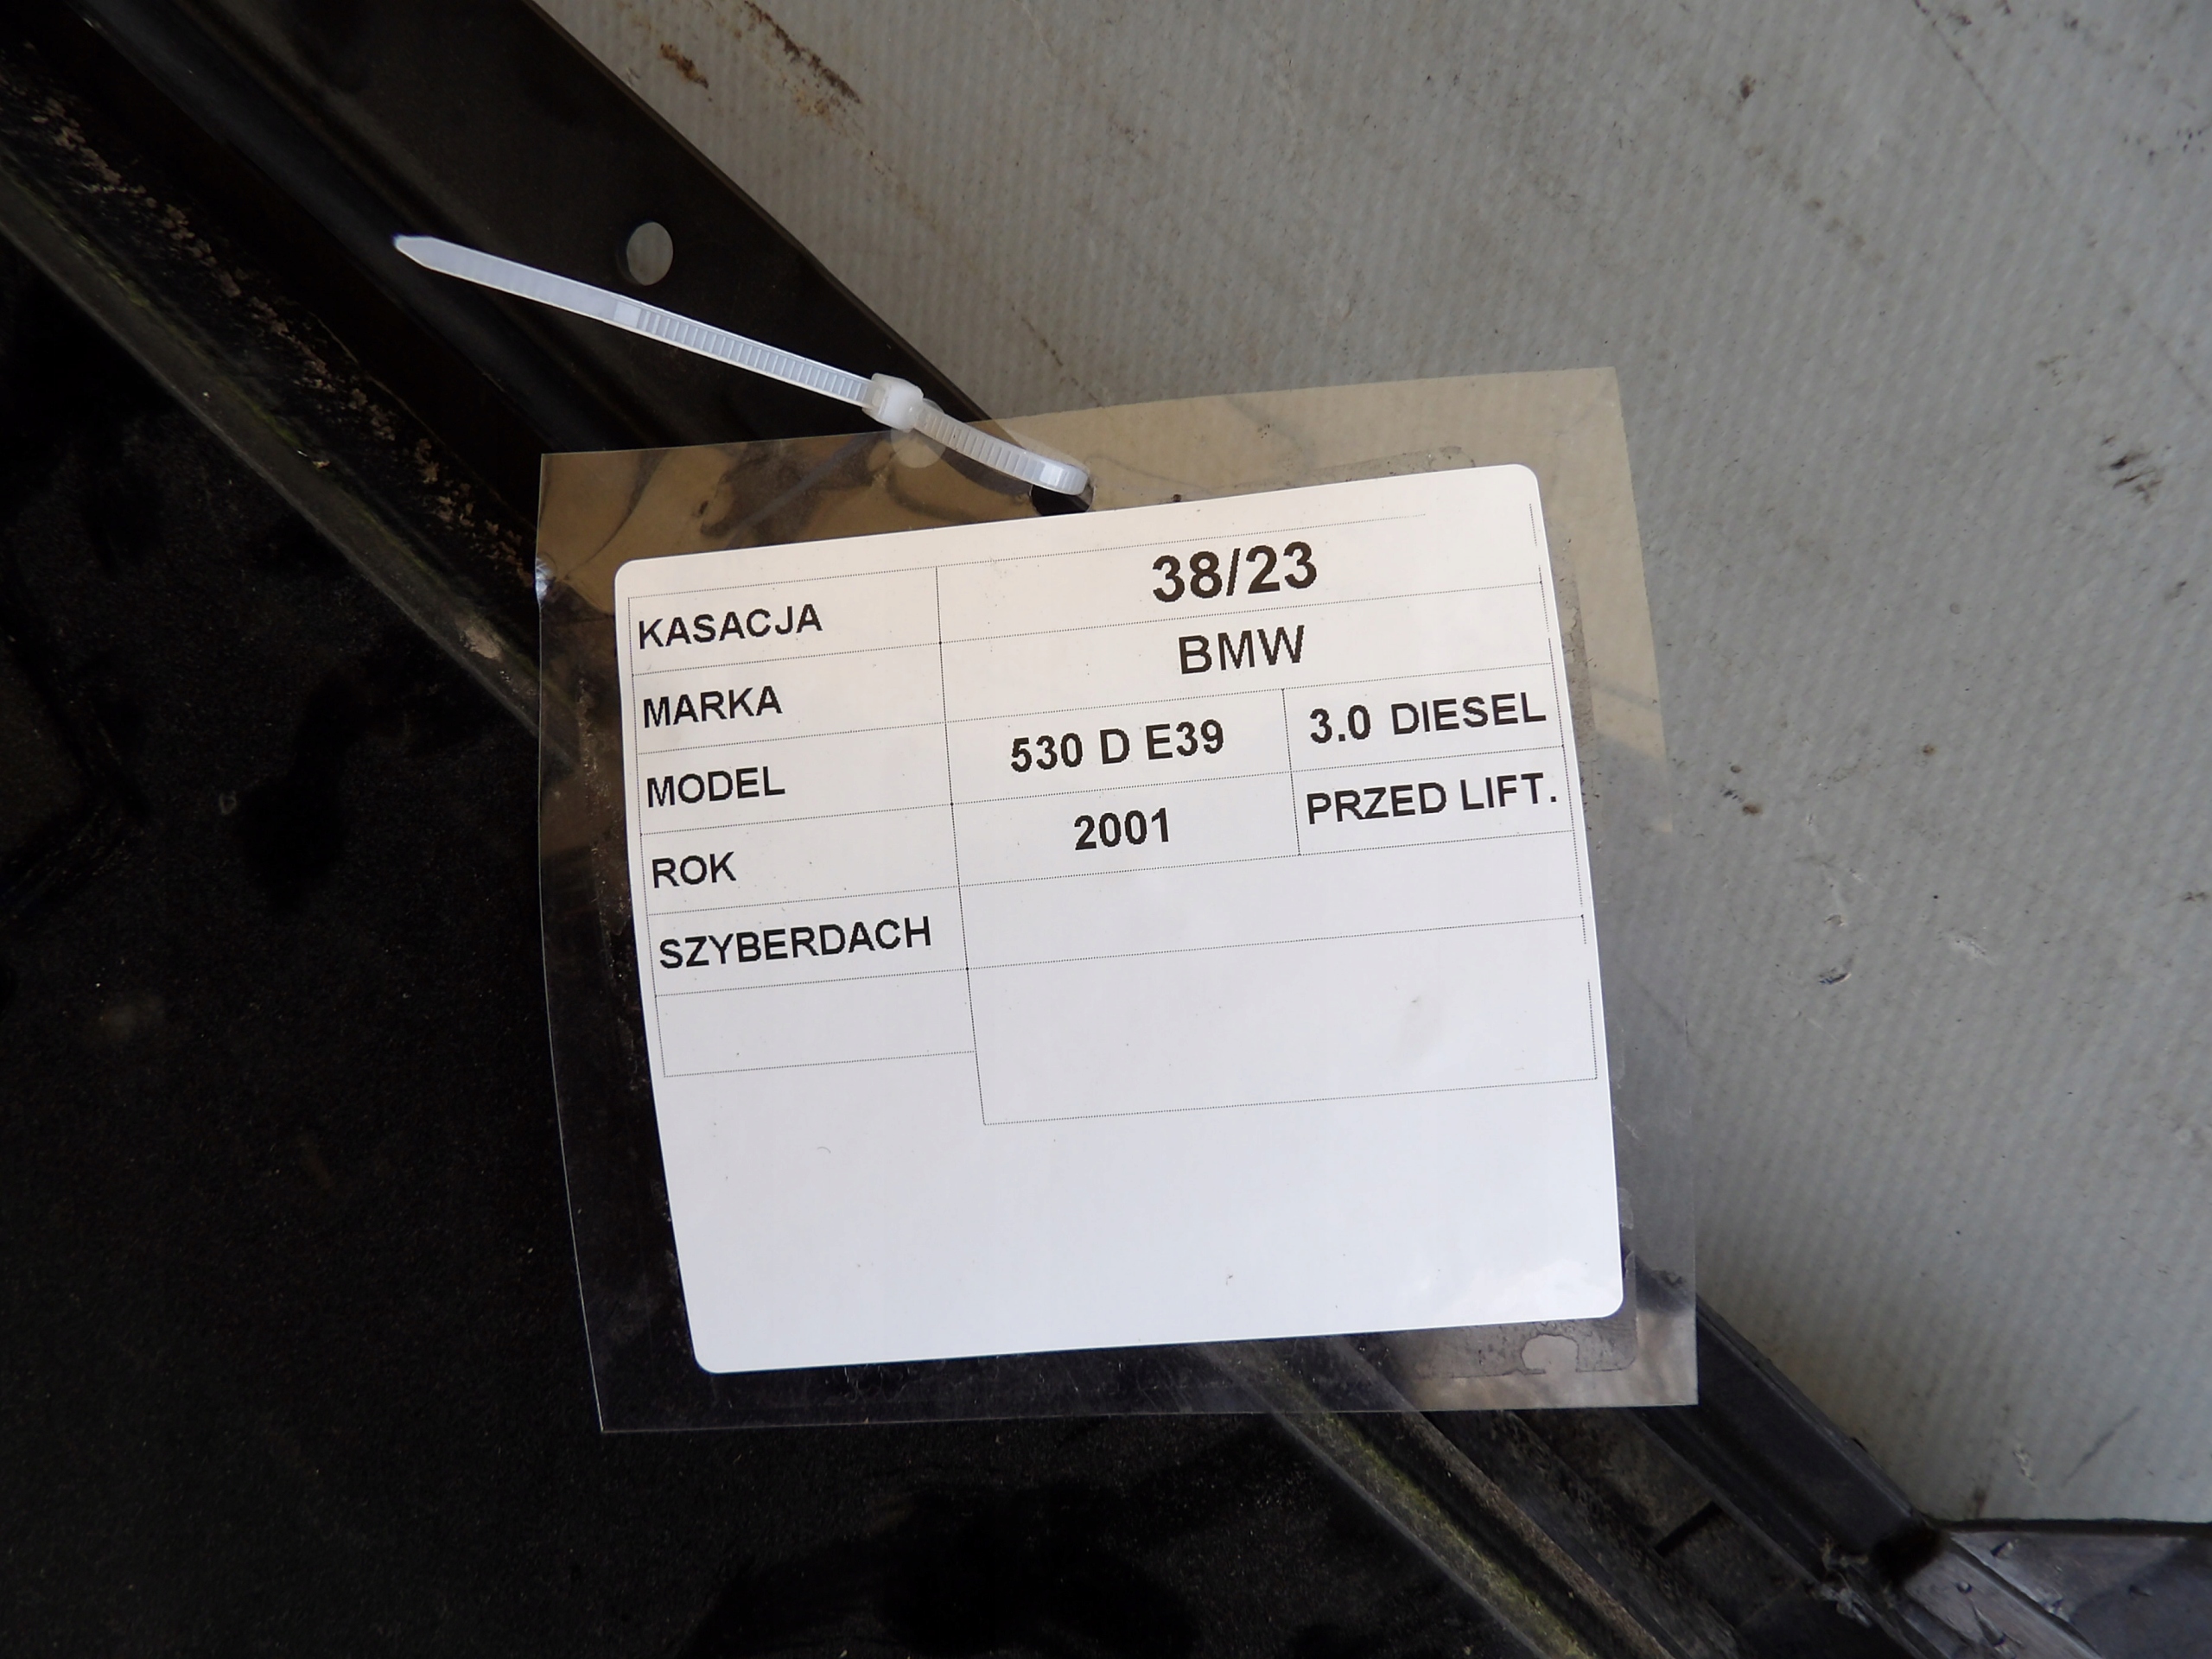 KASACJA 38/23
MARKA BMW
MODEL 530 D E39 3.0 DIESEL
ROK 2001 PRZED LIFT.
SZYBERDACH